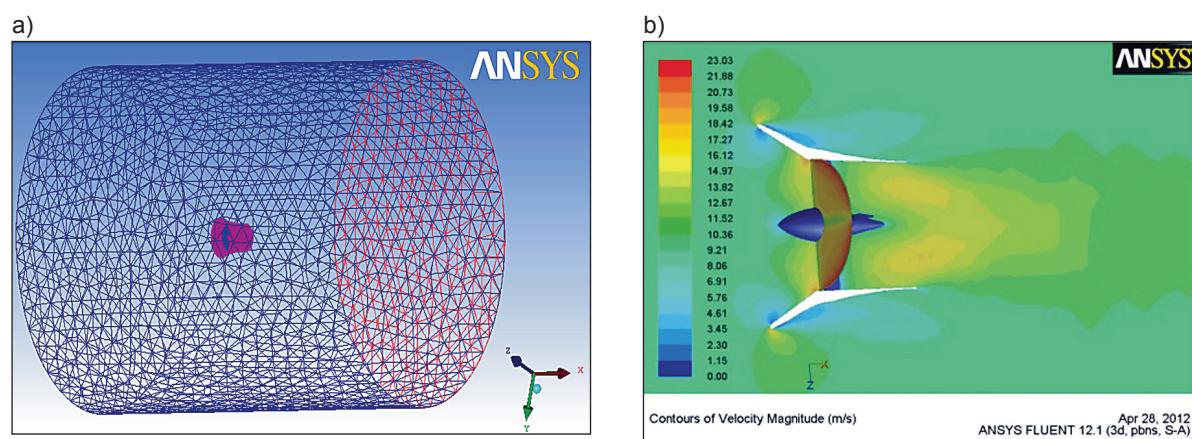 a)
ANSYS
Z
X
Y
b)
ANSYS
23.03
21.88
20.73
19.58
18.42
17.27
16.12
14.97
13.82
12.67
11.52
10.36
9.21
8.06
6.91
5.76
4.61
3.45
2.30
1.15
0.00
X
Z
Contours of Velocity Magnitude (m/s)
Apr 28, 2012
ANSYS FLUENT 12.1 (3d, pbns, S-A)